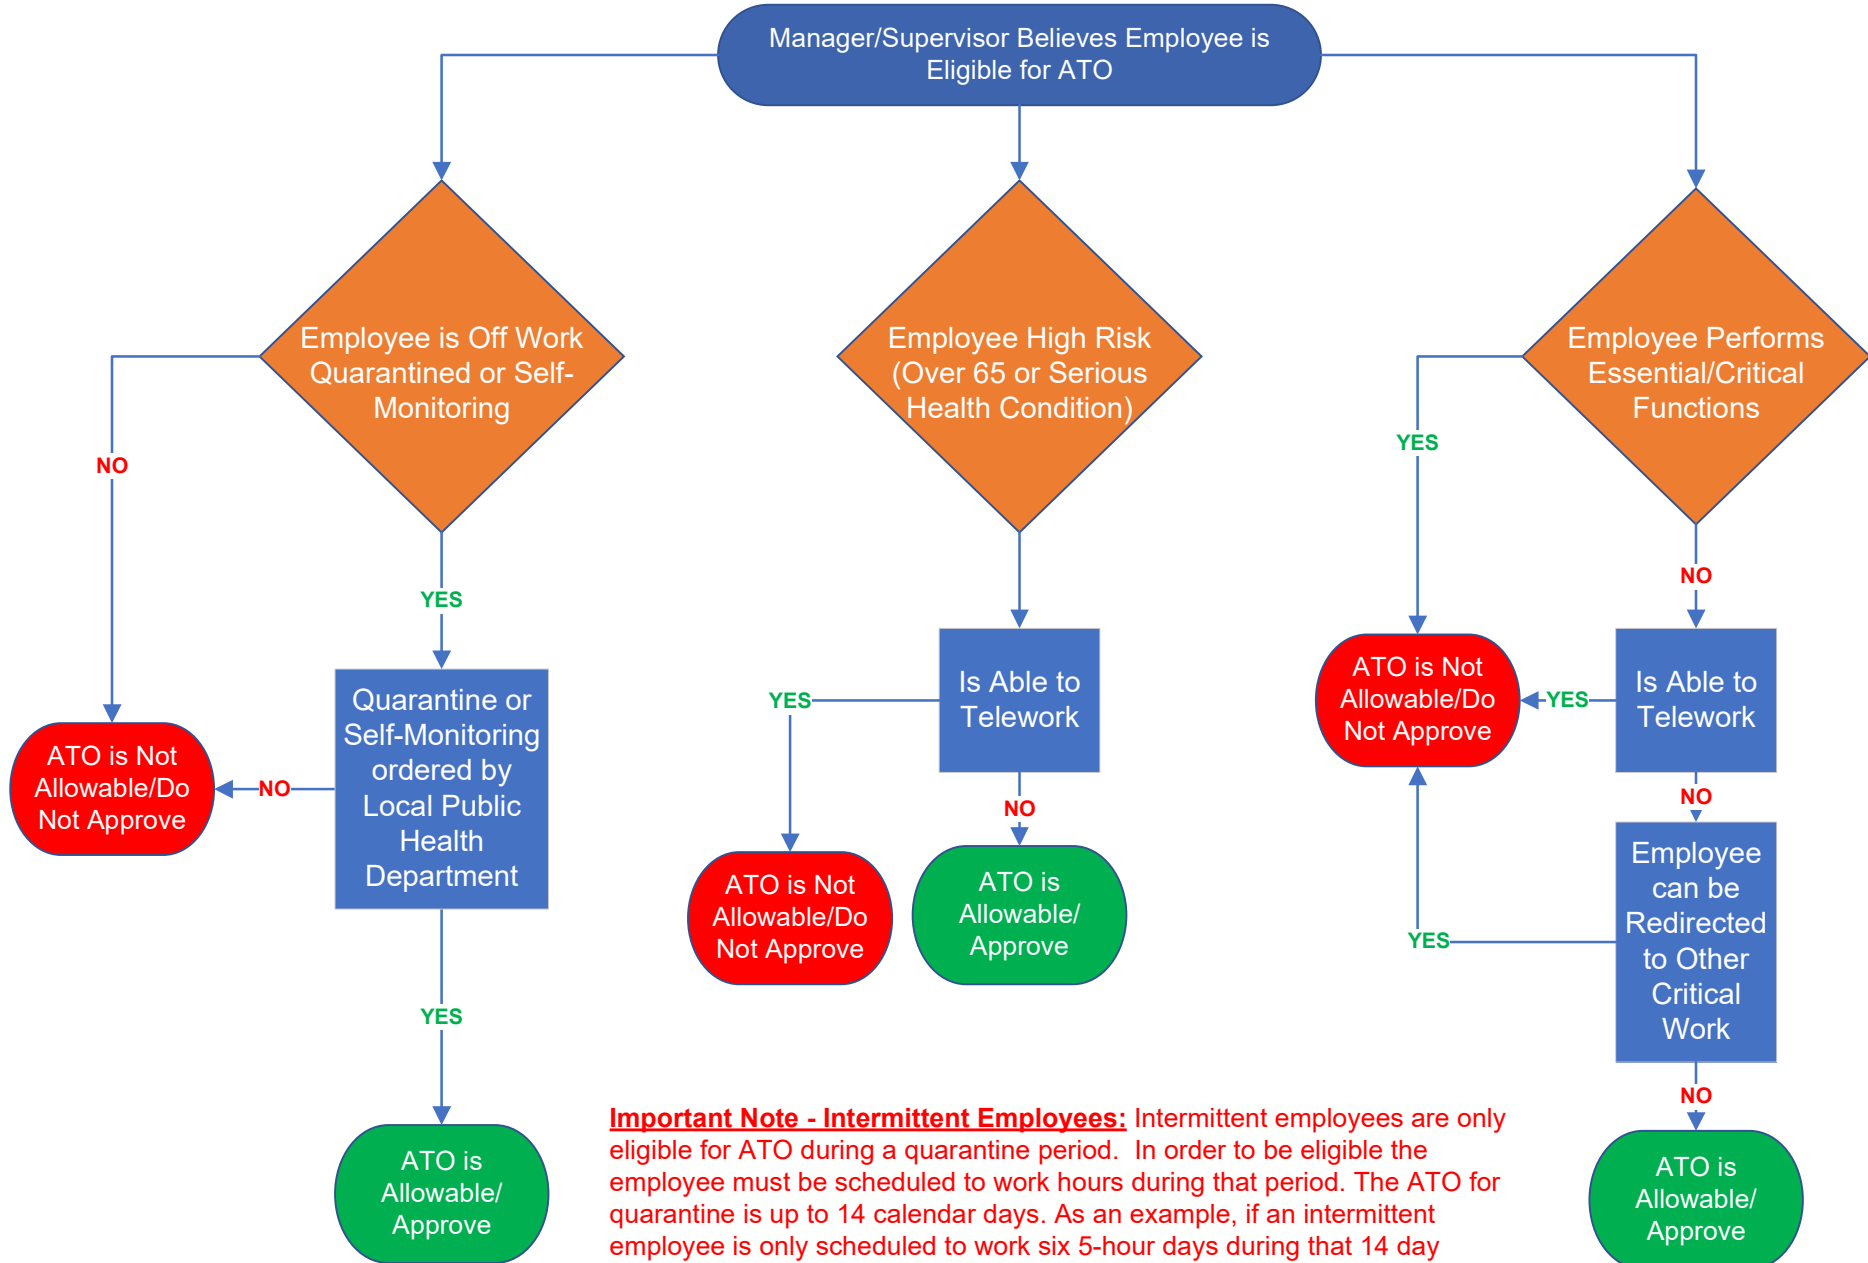 Manager/Supervisor Believes Employee is
Eligible for ATO
Employee is Off Work
Quarantined or Self-
Monitoring
NO
YES
Quarantine or
Self-Monitoring
ordered by
Local Public
Health
Department
NO
ATO is Not
Allowable/Do
Not Approve
YES
ATO is
Allowable/
Approve
Employee High Risk
(Over 65 or Serious
Health Condition)
Is Able to
Telework
YES
NO
ATO is Not
Allowable/Do
Not Approve
ATO is
Allowable/
Approve
Employee Performs
Essential/Critical
Functions
YES
NO
ATO is Not
Allowable/Do
Not Approve
YES
Is Able to
Telework
NO
Employee
can be
Redirected
to Other
Critical
Work
YES
NO
ATO is
Allowable/
Approve
Important Note - Intermittent Employees: Intermittent employees are only
eligible for ATO during a quarantine period.  In order to be eligible the
employee must be scheduled to work hours during that period. The ATO for
quarantine is up to 14 calendar days. As an example, if an intermittent
employee is only scheduled to work six 5-hour days during that 14 day